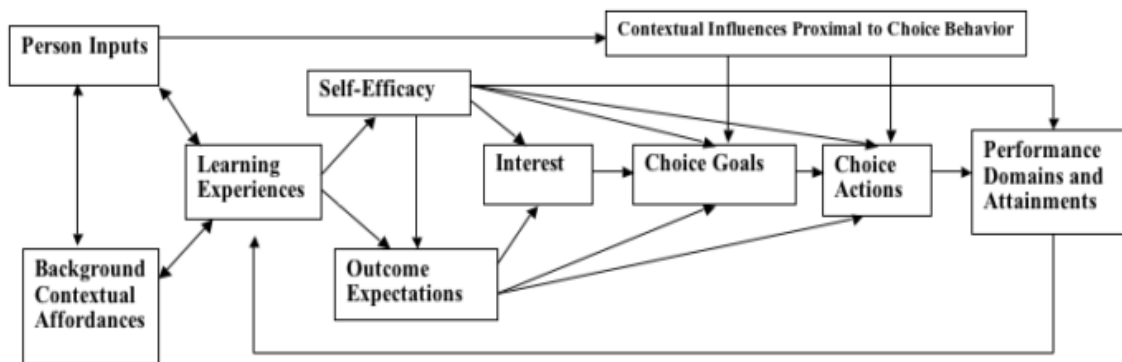 Person Inputs
Contextual Influences Proximal to Choice Behavior
Self-Efficacy
Learning
Experiences
Interest
Choice Goals
Choice
Actions
Performance
Domains and
Attainments
Background
Contextual
Affordances
Outcome
Expectations